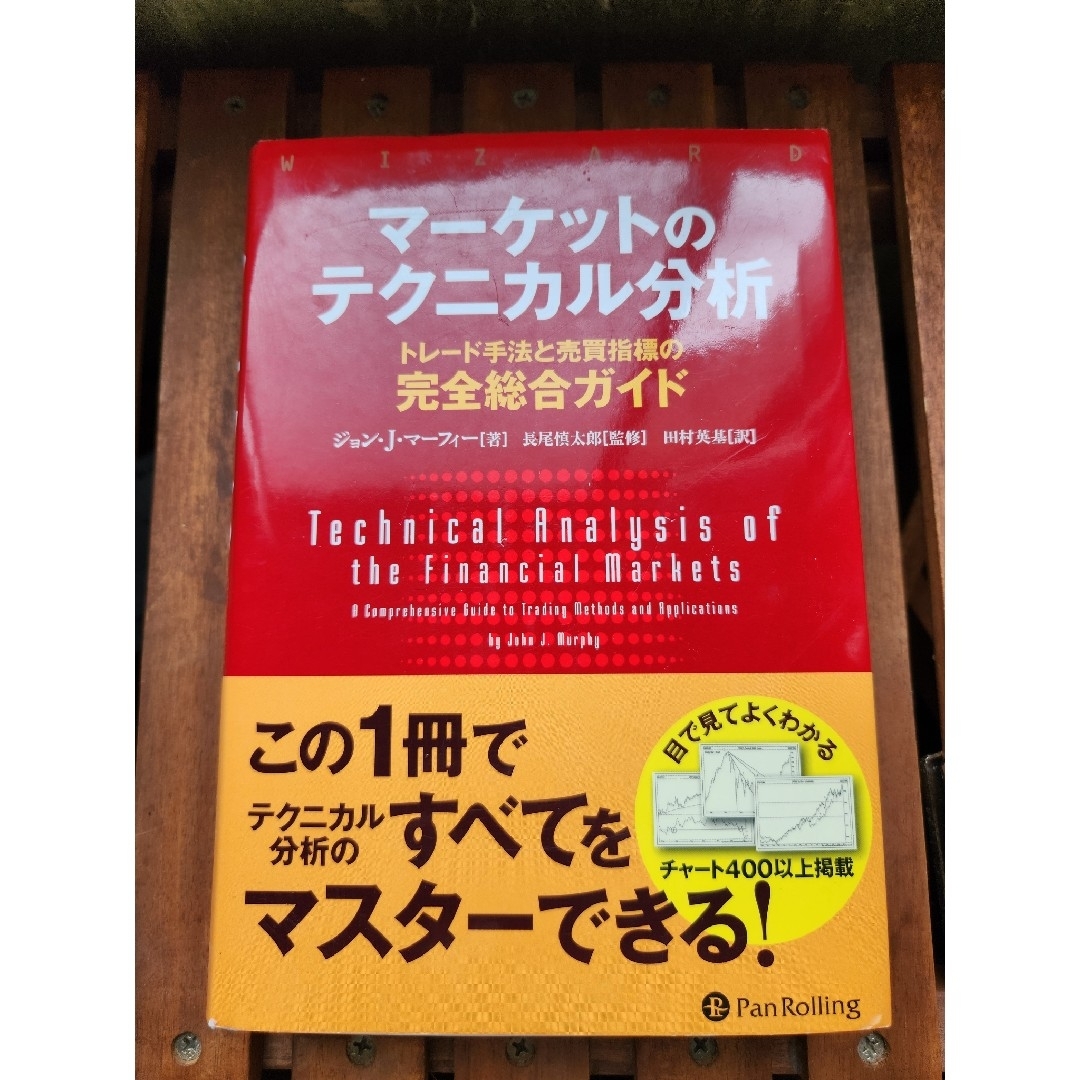 WIZARD
マーケットの
テクニカル分析
トレード手法と売買指標の
完全総合ガイド
ジョン・J・マーフィー[著] 長尾慎太郎[監修] 田村英基[訳]
Technical Analysis of
the Financial Markets
A Comprehensive Guide to Trading Methods and Applications
by John J. Murphy
この1冊で
テクニカル
分析の
すべてを
マスターできる!
目で見てよくわかる
チャート400以上掲載
PanRolling